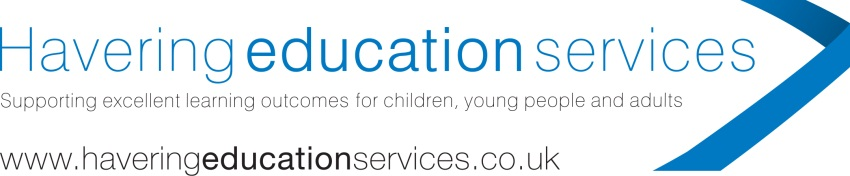 Havering education services
Supporting excellent learning outcomes for children, young people and adults
www.haveringeducationservices.co.uk